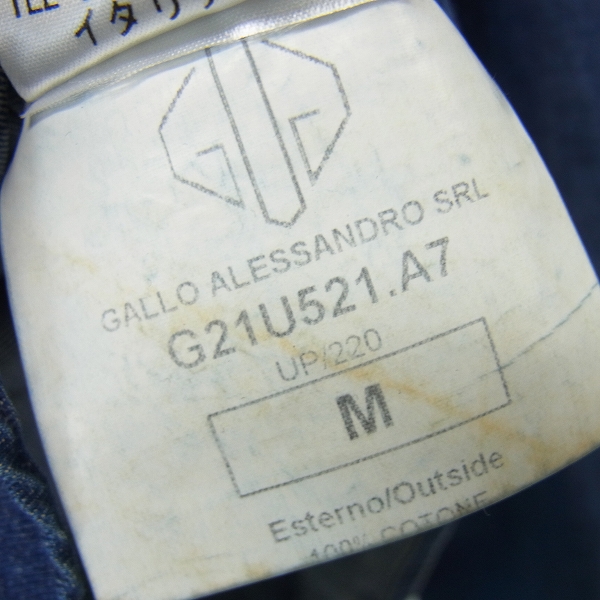 イタリ
GALLO ALESSANDRO SRL
G21U521.A7
UP/220
M
Esterno/Outside
100% COTONE